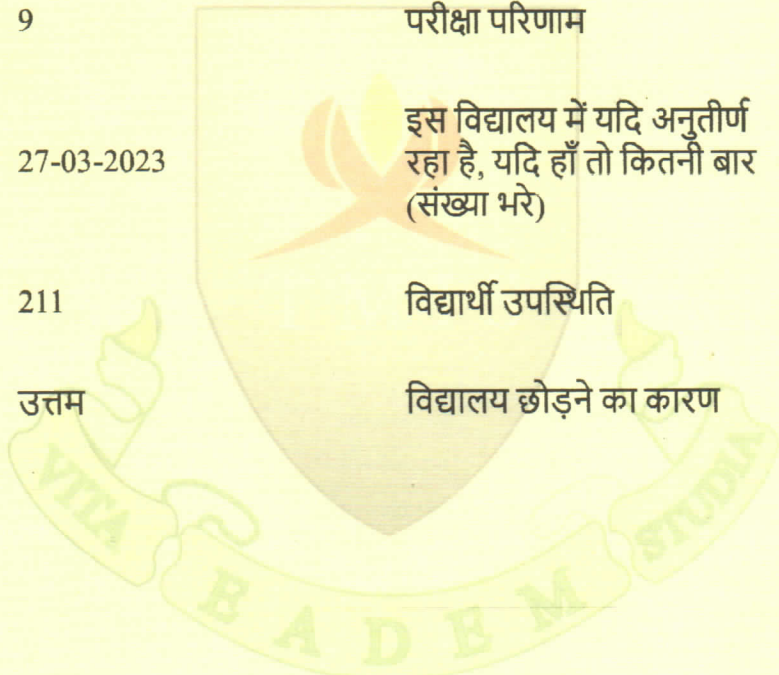 9 परीक्षा परिणाम
इस विद्यालय में यदि अनुतीर्ण
27-03-2023 रहा है, यदि हाँ तो कितनी बार
(संख्या भरे)
211 विद्यार्थी उपस्थिति
उत्तम विद्यालय छोड़ने का कारण
VITA EADEM STUDIA